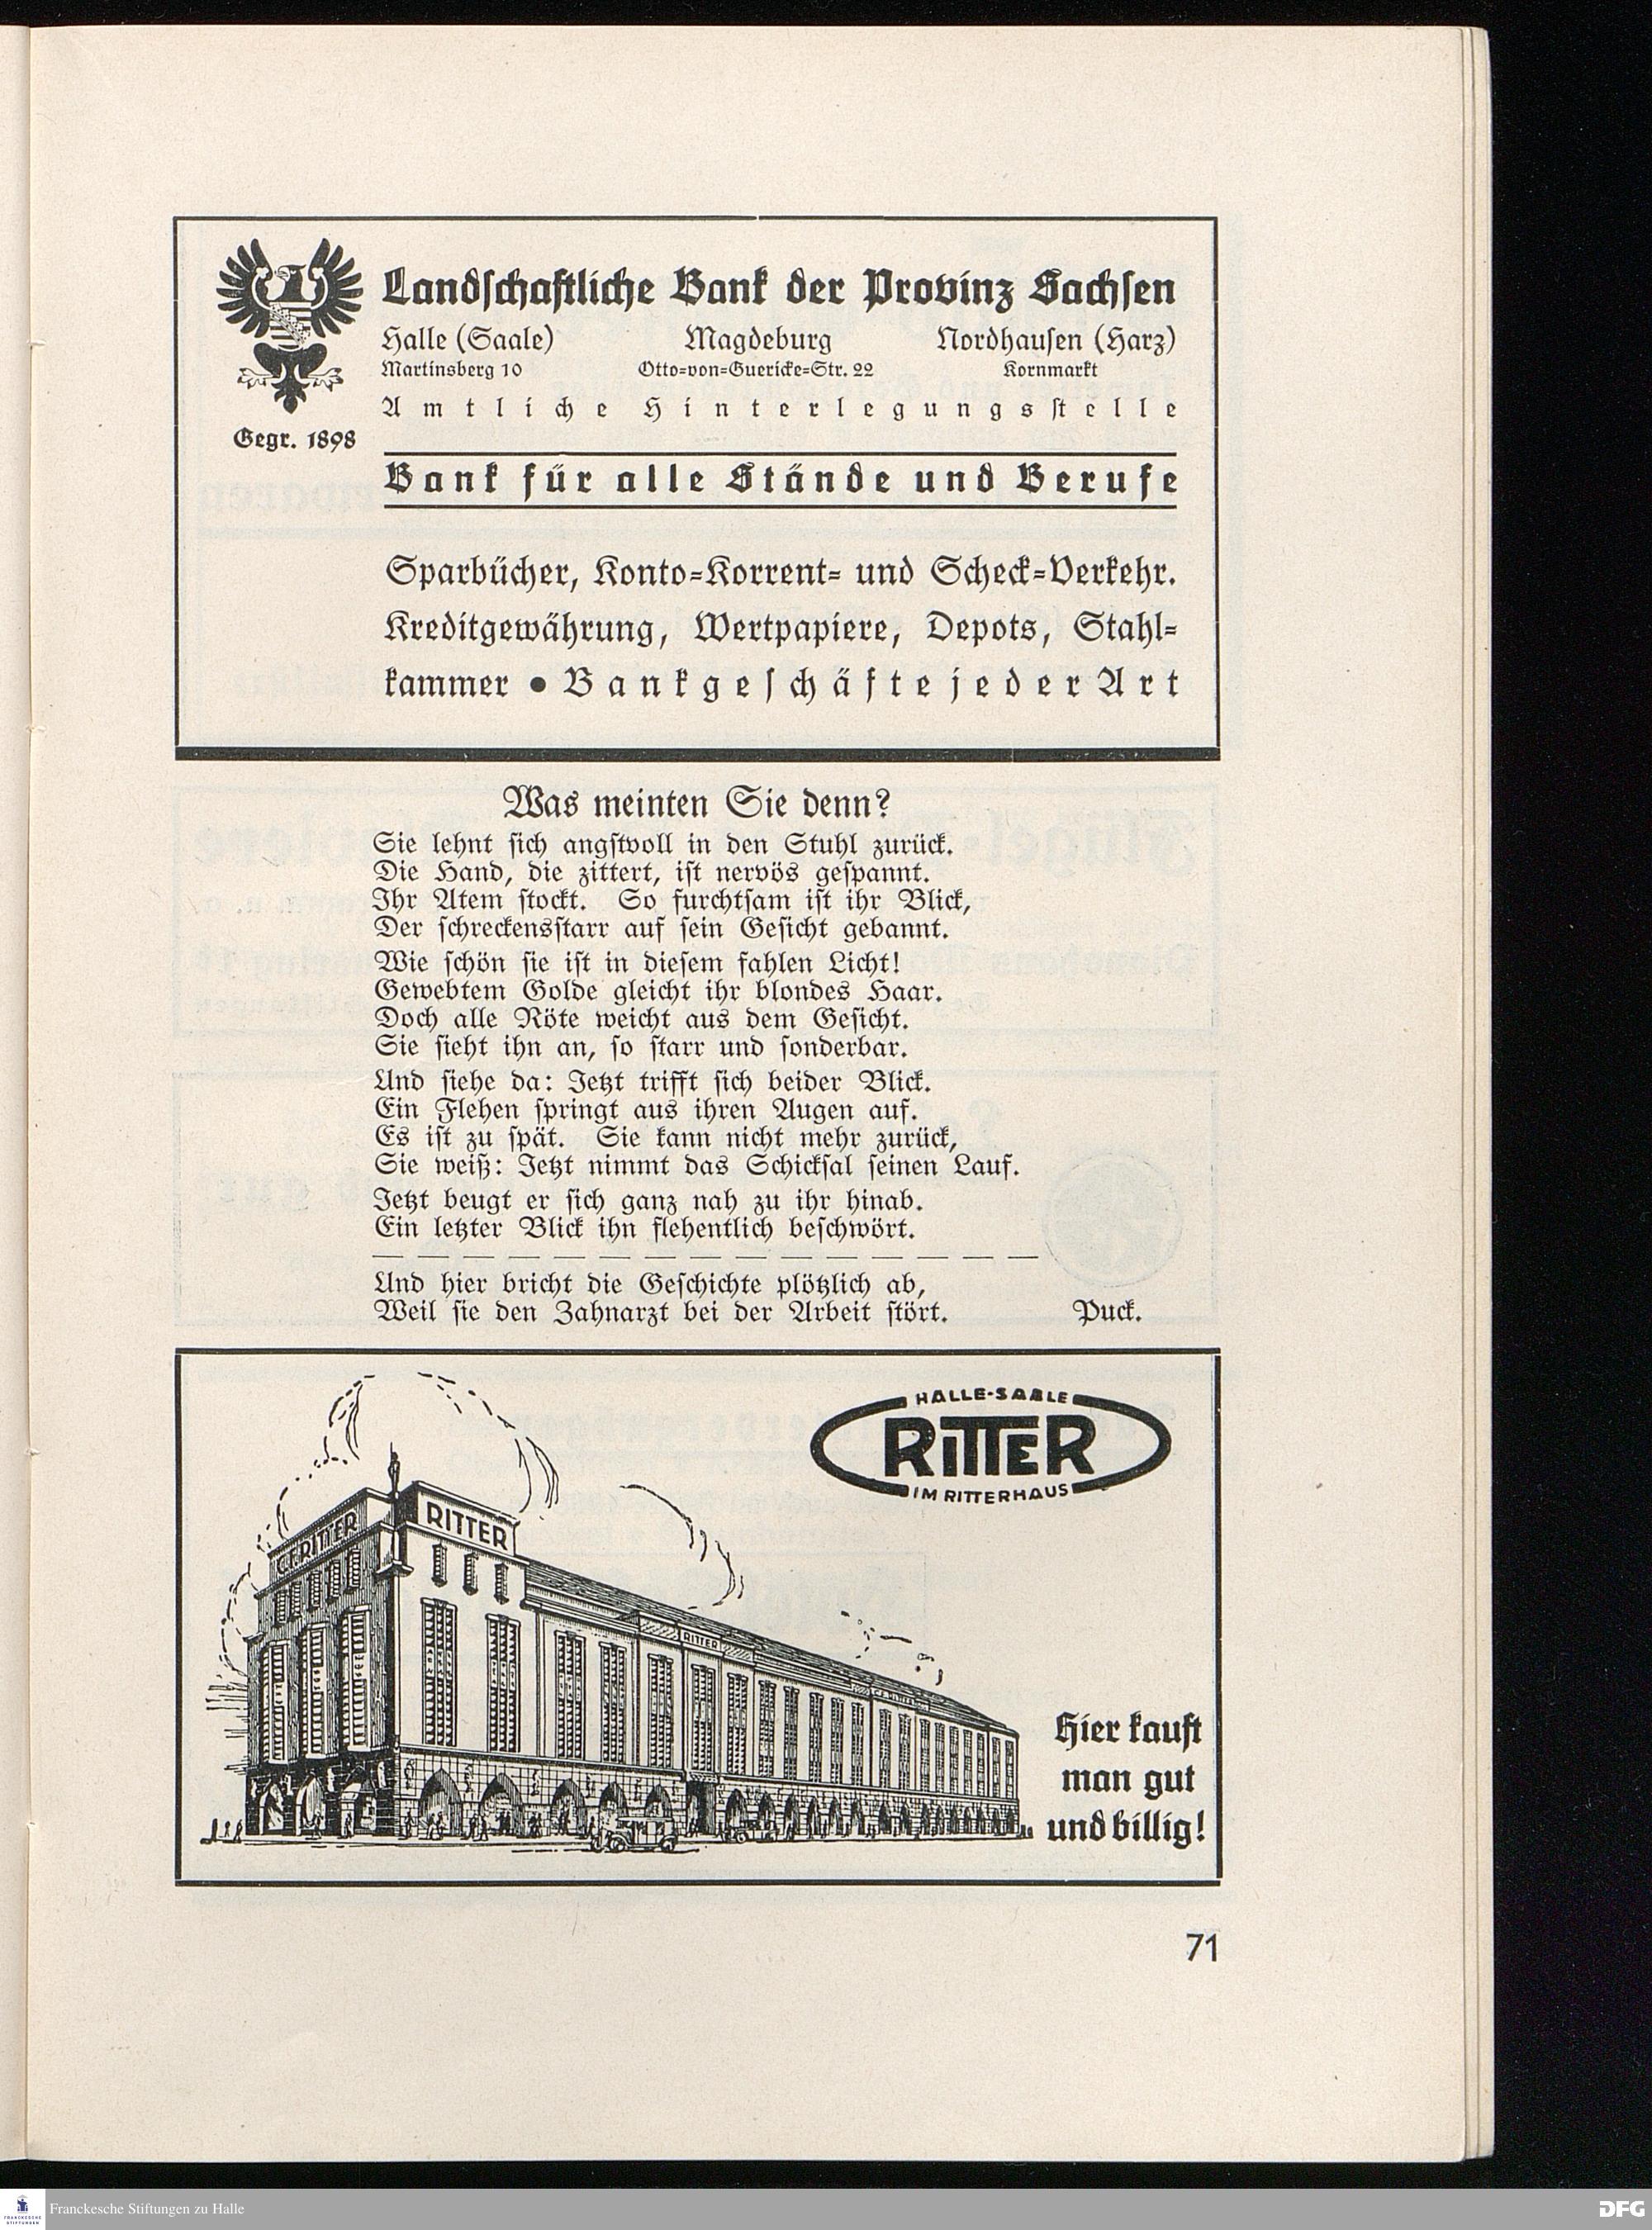 Landschaftliche Bank der Provinz Sachsen
Halle (Saale) Magdeburg Nordhausen (Harz)
Martinsberg 10 Otto-von-Guericke-Str. 22 Kornmarkt
Amtliche Hinterlegungsstelle
Gegr. 1898
Bank für alle Stände und Berufe
Sparbücher, Konto-Korrent- und Scheck-Verkehr.
Kreditgewährung, Wertpapiere, Depots, Stahl-
kammer • Bankgeschäfte jeder Art
Was meinten Sie denn?
Sie lehnt sich angstvoll in den Stuhl zurück.
Die Hand, die zittert, ist nervös gespannt.
Ihr Atem stockt. So furchtsam ist ihr Blick,
Der schreckensstarr auf sein Gesicht gebannt.
Wie schön sie ist in diesem fahlen Licht!
Gewebtem Golde gleicht ihr blondes Haar.
Doch alle Röte weicht aus dem Gesicht.
Sie sieht ihn an, so starr und sonderbar.
Und siehe da: Jetzt trifft sich beider Blick.
Ein Flehen springt aus ihren Augen auf.
Es ist zu spät. Sie kann nicht mehr zurück,
Sie weiß: Jetzt nimmt das Schicksal seinen Lauf.
Jetzt beugt er sich ganz nah zu ihr hinab.
Ein letzter Blick ihn flehentlich beschwört.
— — — — — — — — — — — — — — —
Und hier bricht die Geschichte plötzlich ab,
Weil sie den Zahnarzt bei der Arbeit stört. Puck.
HALLE-SAALE
RITTER
IM RITTERHAUS
C.F. RITTER
RITTER
RITTER
C.F. RITTER
Hier kauft
man gut
und billig!
71
Franckesche Stiftungen zu Halle
FRANCKESCHE
STIFTUNGEN
DFG